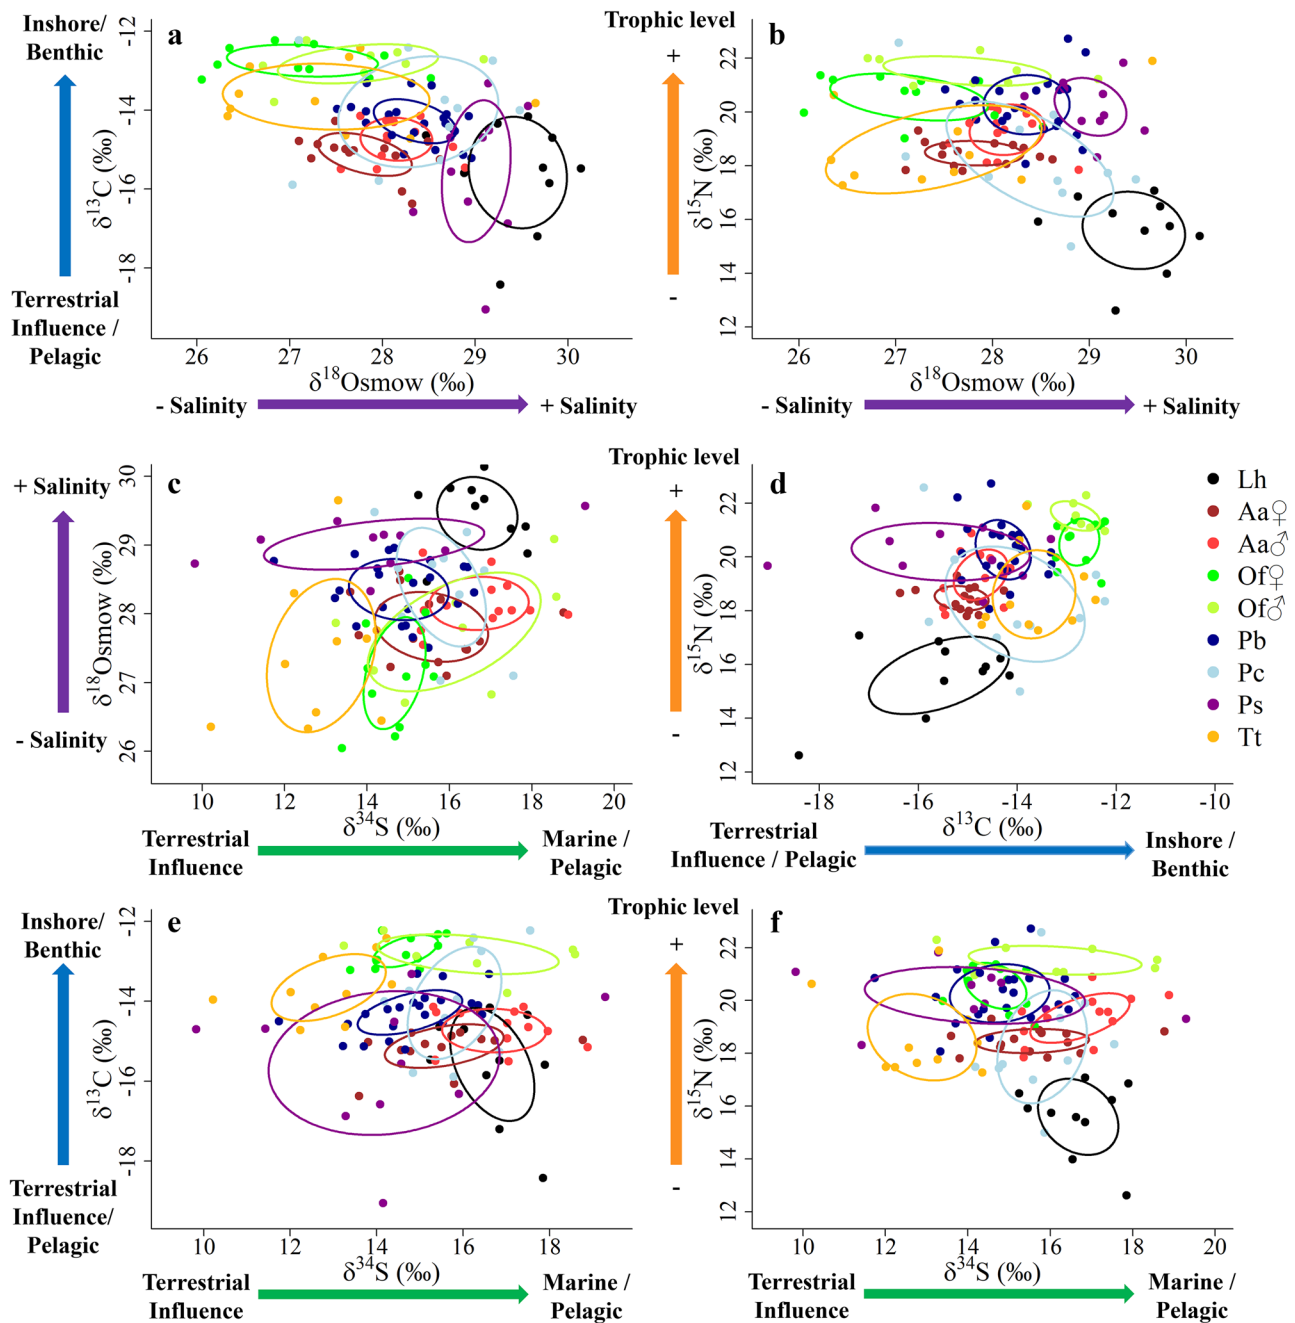 Inshore/
Benthic
Terrestrial
Influence /
Pelagic
δ13C (‰)
-12
-14
-16
-18
a
26
27
28
29
30
δ18Osmow (‰)
- Salinity
+ Salinity
Trophic level
+
-
δ15N (‰)
22
20
18
16
14
12
b
26
27
28
29
30
δ18Osmow (‰)
- Salinity
+ Salinity
+ Salinity
- Salinity
δ18Osmow (‰)
30
29
28
27
26
c
10
12
14
16
18
20
δ34S (‰)
Terrestrial
Influence
Marine /
Pelagic
Trophic level
+
-
δ15N (‰)
22
20
18
16
14
12
d
-18
-16
-14
-12
-10
δ13C (‰)
Terrestrial
Influence / Pelagic
Inshore /
Benthic
Lh
Aa♀
Aa♂
Of♀
Of♂
Pb
Pc
Ps
Tt
Inshore/
Benthic
Terrestrial
Influence/
Pelagic
δ13C (‰)
-12
-14
-16
-18
e
10
12
14
16
18
δ34S (‰)
Terrestrial
Influence
Marine /
Pelagic
Trophic level
+
-
δ15N (‰)
22
20
18
16
14
12
f
10
12
14
16
18
20
δ34S (‰)
Terrestrial
Influence
Marine /
Pelagic